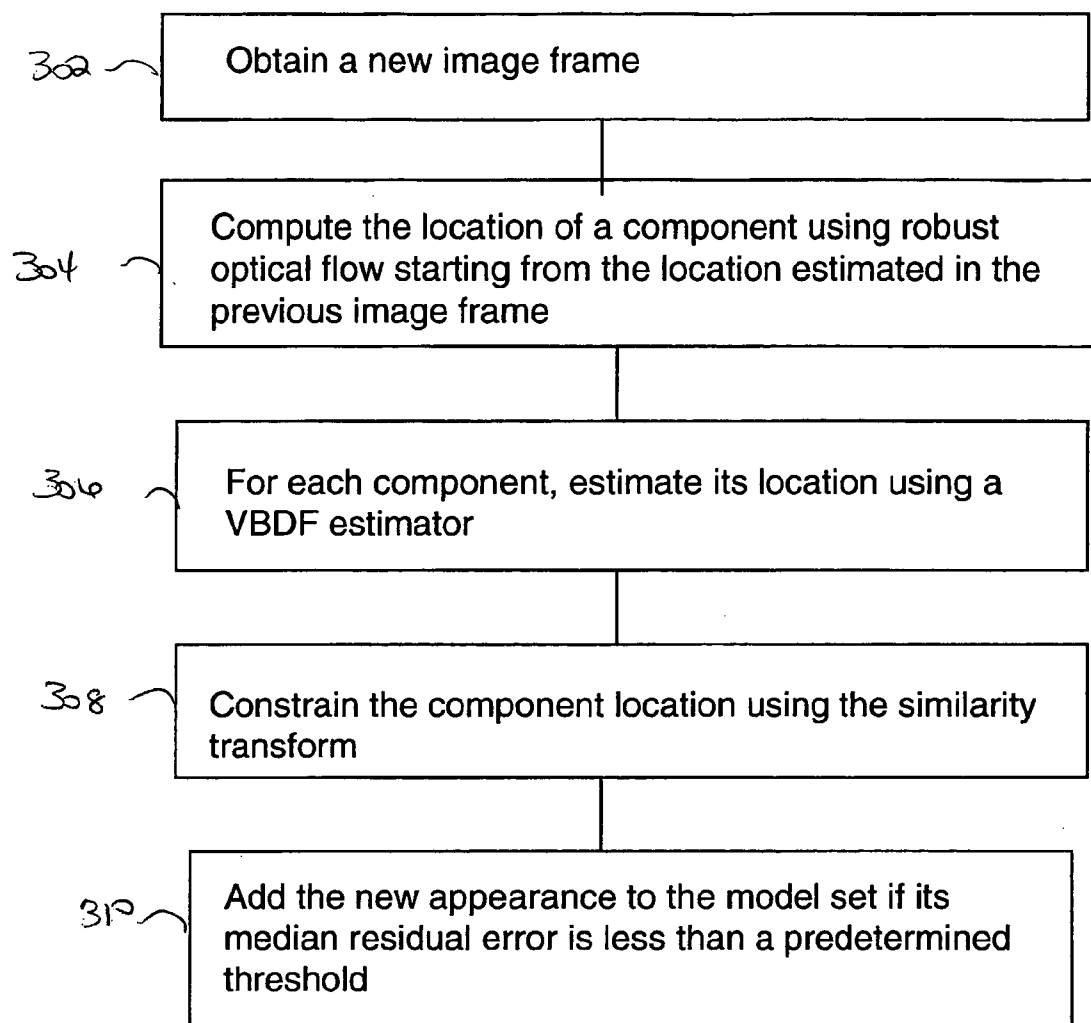 302
Obtain a new image frame
304
Compute the location of a component using robust
optical flow starting from the location estimated in the
previous image frame
306
For each component, estimate its location using a
VBDF estimator
308
Constrain the component location using the similarity
transform
310
Add the new appearance to the model set if its
median residual error is less than a predetermined
threshold